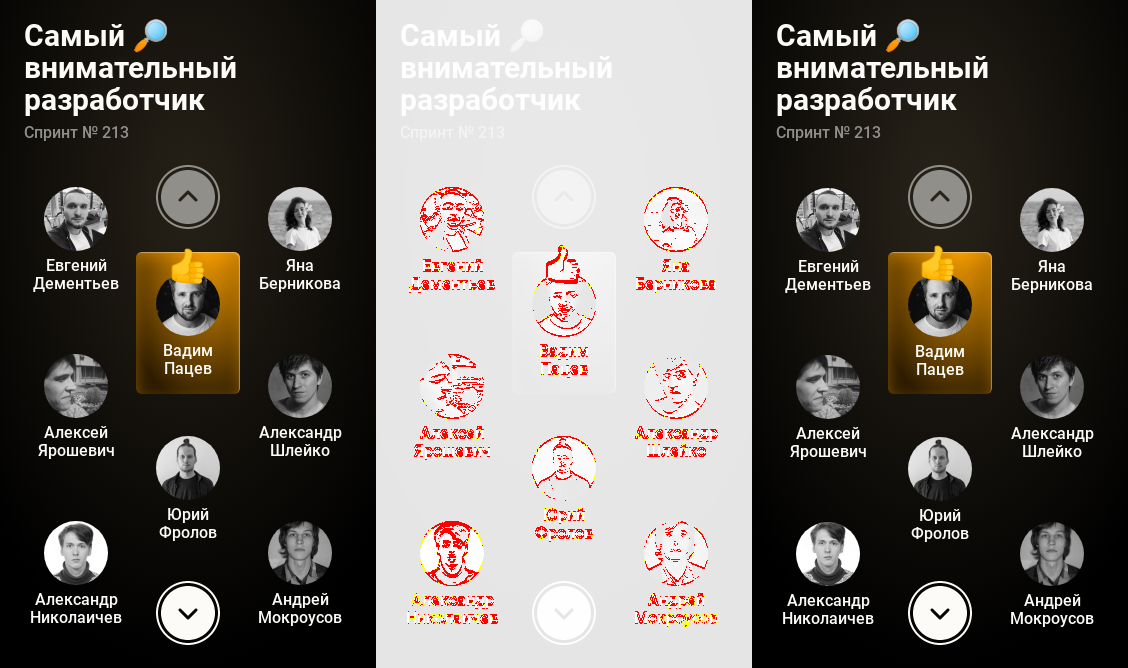 Самый 🔎
внимательный
разработчик
Спринт № 213
Евгений
Дементьев
Яна
Берникова
Вадим
Пацев
Алексей
Ярошевич
Александр
Шлейко
Юрий
Фролов
Александр
Николаичев
Андрей
Мокроусов
Самый 🔎
внимательный
разработчик
Спринт № 213
Евгений
Дементьев
Яна
Берникова
Вадим
Пацев
Алексей
Ярошевич
Александр
Шлейко
Юрий
Фролов
Александр
Николаичев
Андрей
Мокроусов
Самый 🔎
внимательный
разработчик
Спринт № 213
Евгений
Дементьев
Яна
Берникова
Вадим
Пацев
Алексей
Ярошевич
Александр
Шлейко
Юрий
Фролов
Александр
Николаичев
Андрей
Мокроусов